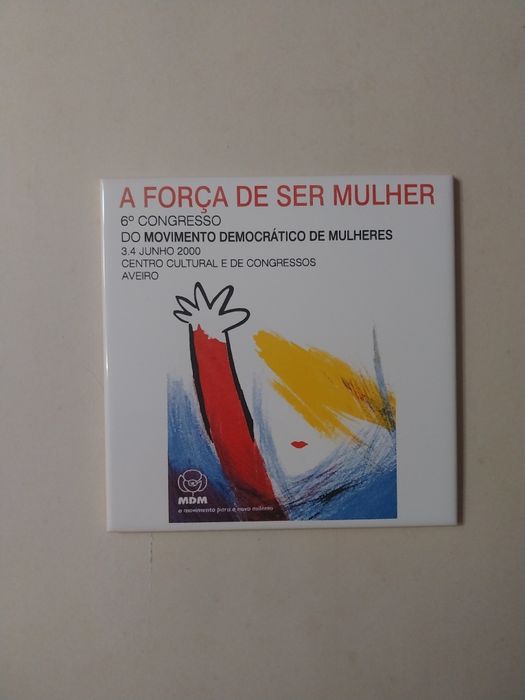 A FORÇA DE SER MULHER
6º CONGRESSO
DO MOVIMENTO DEMOCRÁTICO DE MULHERES
3.4 JUNHO 2000
CENTRO CULTURAL E DE CONGRESSOS
AVEIRO
MDM
o movimento para o novo milénio